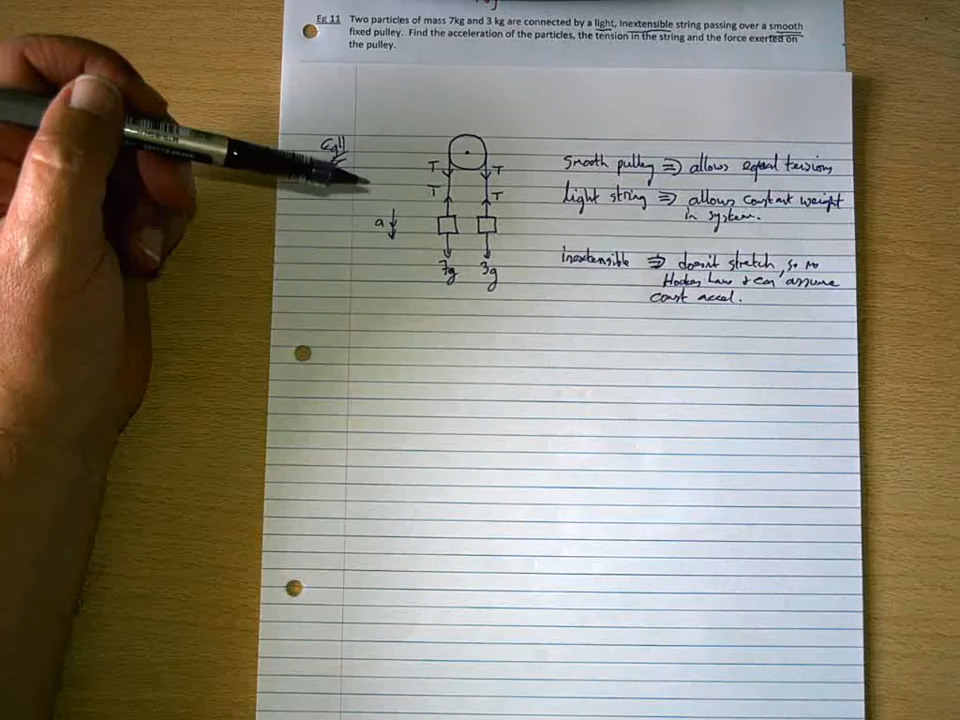 Eg 11 Two particles of mass 7kg and 3 kg are connected by a light, inextensible string passing over a smooth
fixed pulley. Find the acceleration of the particles, the tension in the string and the force exerted on
the pulley.
Eg11
T T
T T
a
7g 3g
Smooth pulley ⇒ allows equal tensions
light string ⇒ allows constant weight
in system.
inextensible ⇒ doesn't stretch, so no
Hookes Law & can assume
const accel.